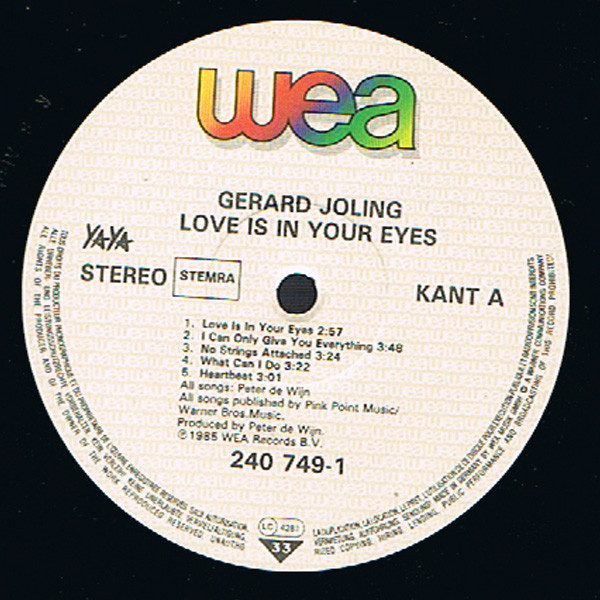 wea
GERARD JOLING
LOVE IS IN YOUR EYES
YAYA
STEREO STEMRA
KANT A
1. Love Is In Your Eyes 2:57
2. I Can Only Give You Everything 3:48
3. No Strings Attached 3:24
4. What Can I Do 3:22
5. Heartbeat 3:01
All songs: Peter de Wijn
All songs published by Pink Point Music/
Warner Bros.Music.
Produced by Peter de Wijn.
℗1985 WEA Records B.V.
240 749-1
LC 4281
33